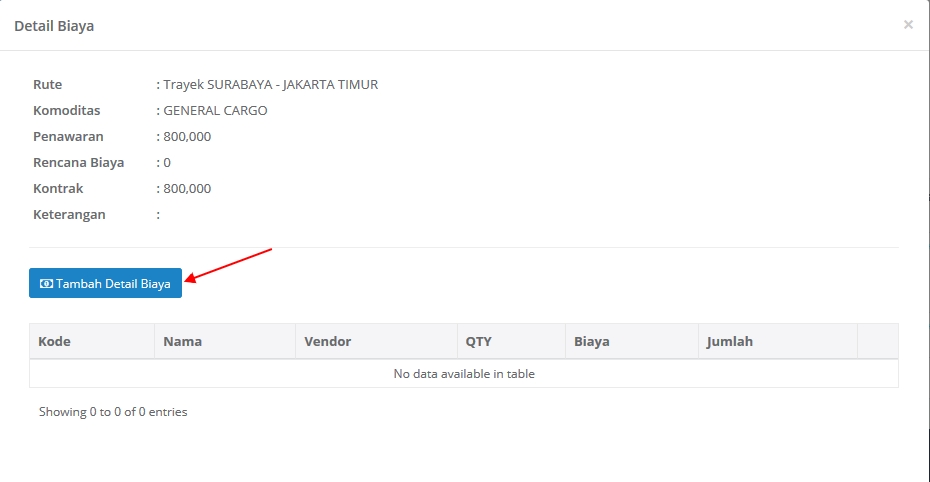 Detail Biaya ×
Rute : Trayek SURABAYA - JAKARTA TIMUR
Komoditas : GENERAL CARGO
Penawaran : 800,000
Rencana Biaya : 0
Kontrak : 800,000
Keterangan :
Tambah Detail Biaya
Kode Nama Vendor QTY Biaya Jumlah
No data available in table
Showing 0 to 0 of 0 entries